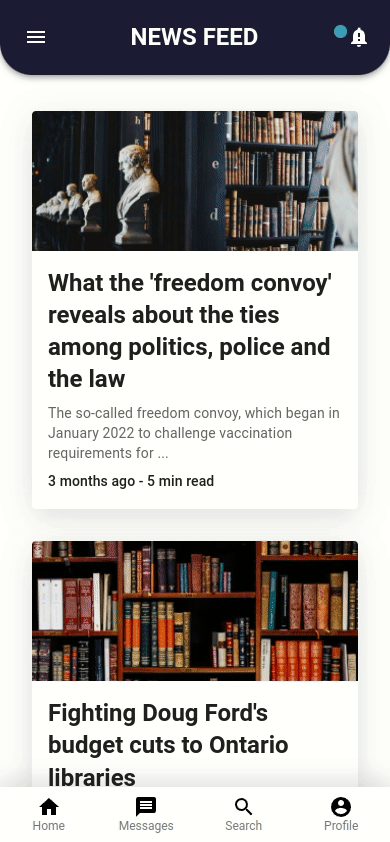 NEWS FEED
h
f
e
d
What the 'freedom convoy'
reveals about the ties
among politics, police and
the law
The so-called freedom convoy, which began in
January 2022 to challenge vaccination
requirements for ...
3 months ago - 5 min read
Fighting Doug Ford's
budget cuts to Ontario
libraries
Home
Messages
Search
Profile